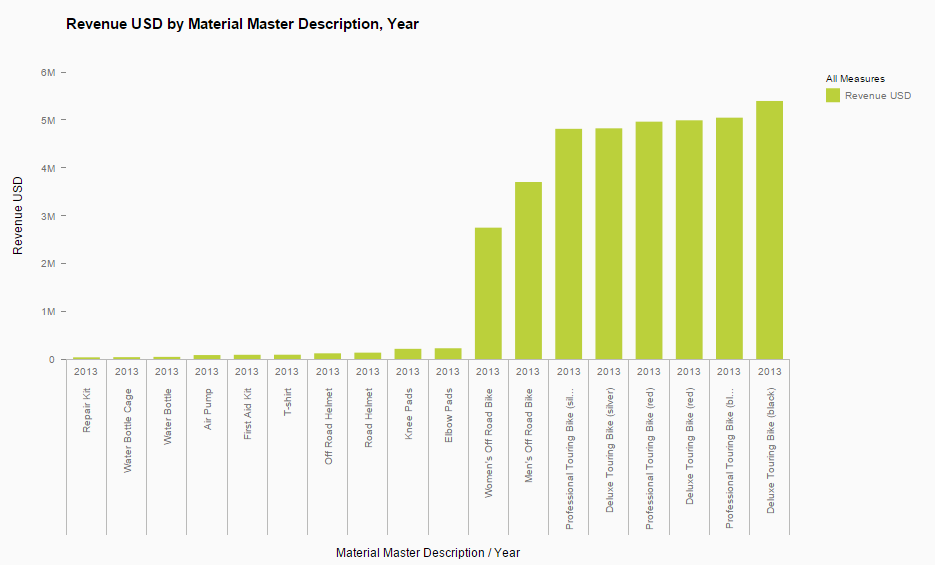 Revenue USD by Material Master Description, Year
All Measures
Revenue USD
Revenue USD
6M
5M
4M
3M
2M
1M
0
2013 2013 2013 2013 2013 2013 2013 2013 2013 2013 2013 2013 2013 2013 2013 2013 2013 2013
Repair Kit
Water Bottle Cage
Water Bottle
Air Pump
First Aid Kit
T-shirt
Off Road Helmet
Road Helmet
Knee Pads
Elbow Pads
Women's Off Road Bike
Men's Off Road Bike
Professional Touring Bike (sil...
Deluxe Touring Bike (silver)
Professional Touring Bike (red)
Deluxe Touring Bike (red)
Professional Touring Bike (bl...
Deluxe Touring Bike (black)
Material Master Description / Year